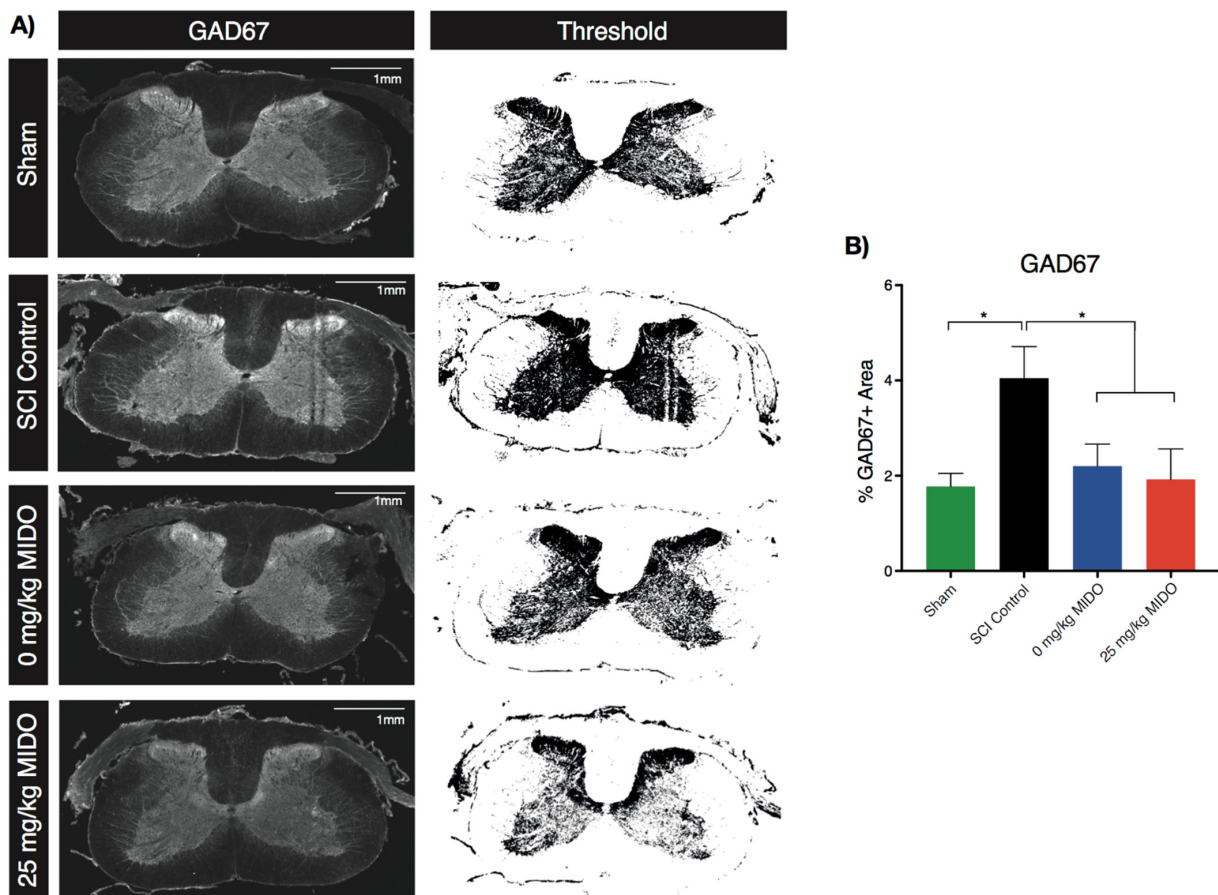 A)
GAD67
Threshold
Sham
1mm
SCI Control
1mm
0 mg/kg MIDO
1mm
25 mg/kg MIDO
1mm
B)
GAD67
% GAD67+ Area
6
4
2
0
*
*
Sham
SCI Control
0 mg/kg MIDO
25 mg/kg MIDO